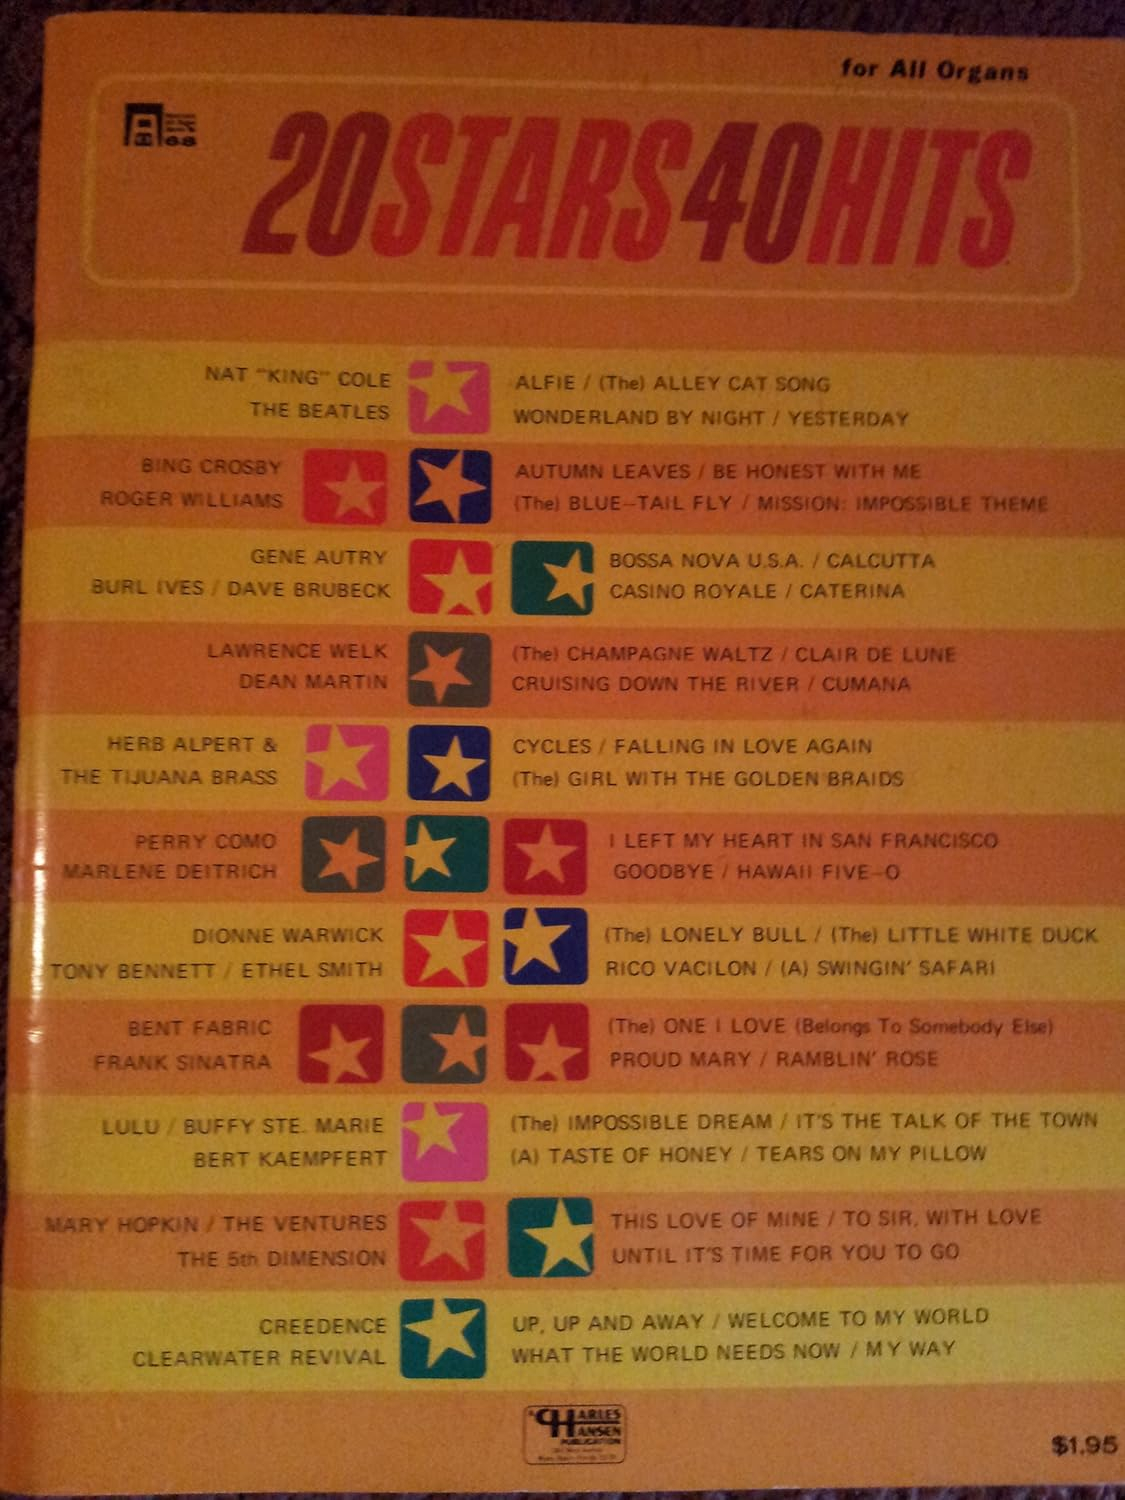 for All Organs
68
20 STARS 40 HITS
NAT "KING" COLE
THE BEATLES
ALFIE / (The) ALLEY CAT SONG
WONDERLAND BY NIGHT / YESTERDAY
BING CROSBY
ROGER WILLIAMS
AUTUMN LEAVES / BE HONEST WITH ME
(The) BLUE-TAIL FLY / MISSION: IMPOSSIBLE THEME
GENE AUTRY
BURL IVES / DAVE BRUBECK
BOSSA NOVA U.S.A. / CALCUTTA
CASINO ROYALE / CATERINA
LAWRENCE WELK
DEAN MARTIN
(The) CHAMPAGNE WALTZ / CLAIR DE LUNE
CRUISING DOWN THE RIVER / CUMANA
HERB ALPERT &
THE TIJUANA BRASS
CYCLES / FALLING IN LOVE AGAIN
(The) GIRL WITH THE GOLDEN BRAIDS
PERRY COMO
MARLENE DEITRICH
I LEFT MY HEART IN SAN FRANCISCO
GOODBYE / HAWAII FIVE-O
DIONNE WARWICK
TONY BENNETT / ETHEL SMITH
(The) LONELY BULL / (The) LITTLE WHITE DUCK
RICO VACILON / (A) SWINGIN' SAFARI
BENT FABRIC
FRANK SINATRA
(The) ONE I LOVE (Belongs To Somebody Else)
PROUD MARY / RAMBLIN' ROSE
LULU / BUFFY STE. MARIE
BERT KAEMPFERT
(The) IMPOSSIBLE DREAM / IT'S THE TALK OF THE TOWN
(A) TASTE OF HONEY / TEARS ON MY PILLOW
MARY HOPKIN / THE VENTURES
THE 5th DIMENSION
THIS LOVE OF MINE / TO SIR, WITH LOVE
UNTIL IT'S TIME FOR YOU TO GO
CREEDENCE
CLEARWATER REVIVAL
UP, UP AND AWAY / WELCOME TO MY WORLD
WHAT THE WORLD NEEDS NOW / MY WAY
A CHARLES
HANSEN
PUBLICATION
$1.95